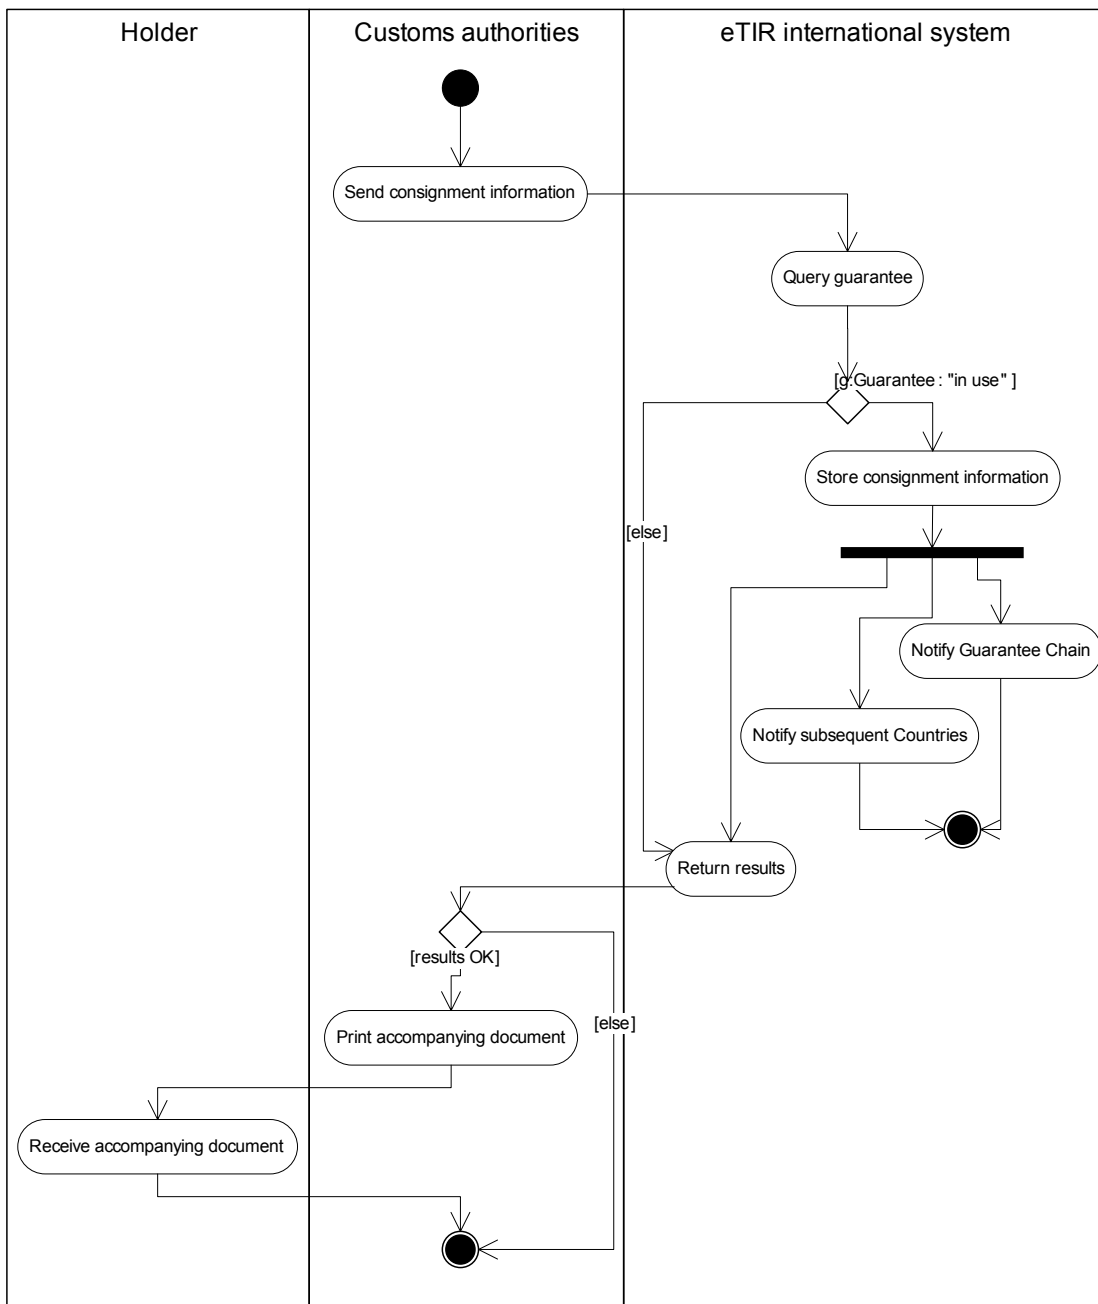 Holder
Customs authorities
eTIR international system
Send consignment information
Query guarantee
[g:Guarantee : "in use" ]
Store consignment information
[else]
Notify Guarantee Chain
Notify subsequent Countries
Return results
[results OK]
[else]
Print accompanying document
Receive accompanying document